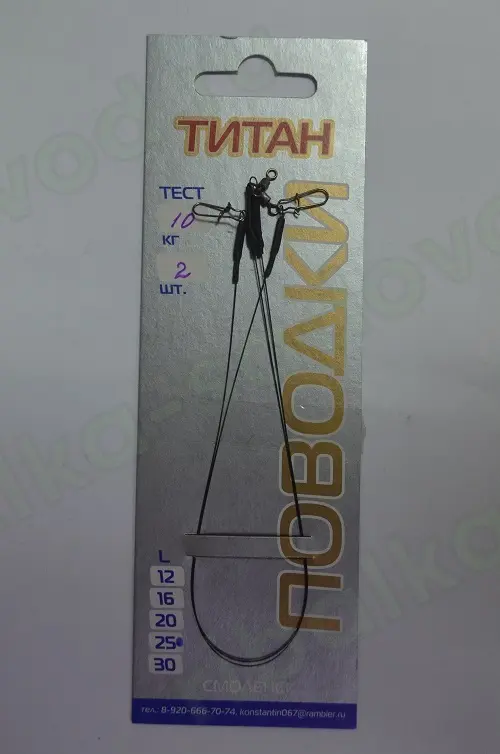 ТИТАН
ТЕСТ
10
КГ
2
ШТ.
ПОВОДКИ
L
12
16
20
25
30
СМОЛЕНСК
тел.: 8-920-666-70-74, konstantin067@rambler.ru